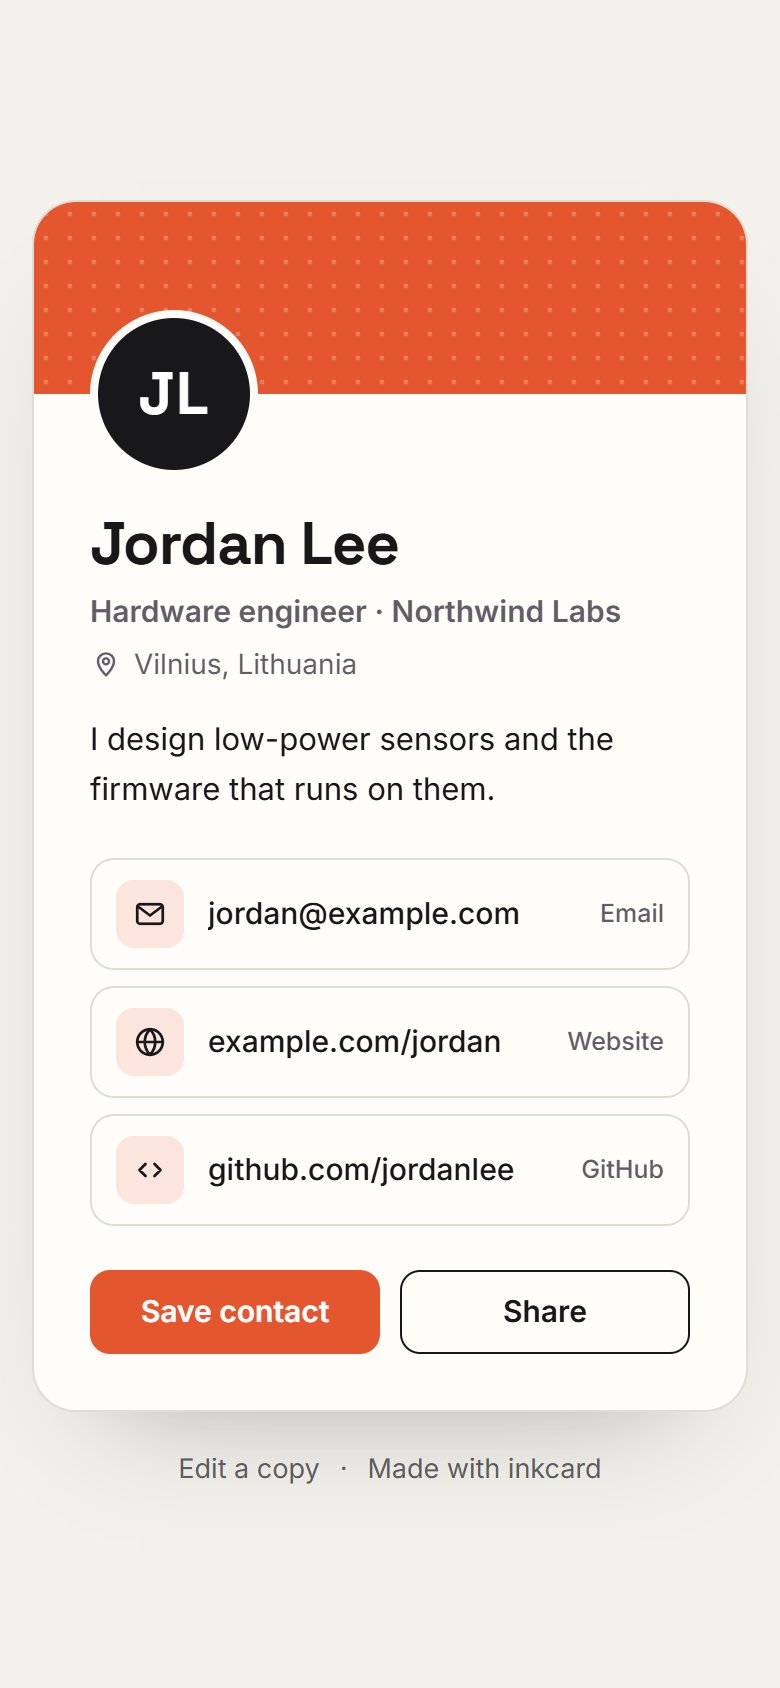 JL
Jordan Lee
Hardware engineer · Northwind Labs
Vilnius, Lithuania
I design low-power sensors and the
firmware that runs on them.
jordan@example.com Email
example.com/jordan Website
github.com/jordanlee GitHub
Save contact Share
Edit a copy · Made with inkcard